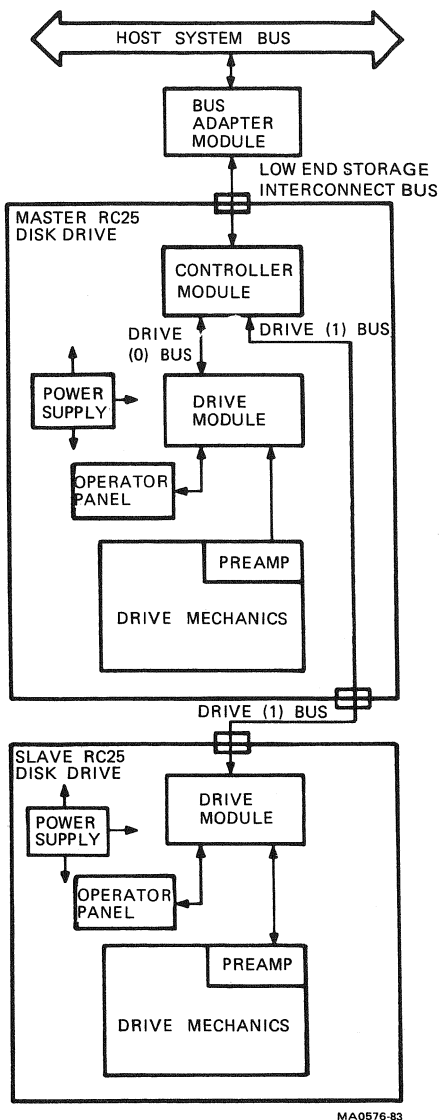 HOST SYSTEM BUS
BUS
ADAPTER
MODULE
LOW END STORAGE
INTERCONNECT BUS
MASTER RC25
DISK DRIVE
CONTROLLER
MODULE
DRIVE
(0) BUS
DRIVE (1) BUS
POWER
SUPPLY
DRIVE
MODULE
OPERATOR
PANEL
PREAMP
DRIVE MECHANICS
DRIVE (1) BUS
SLAVE RC25
DISK DRIVE
DRIVE
MODULE
POWER
SUPPLY
OPERATOR
PANEL
PREAMP
DRIVE MECHANICS
MA0576-83